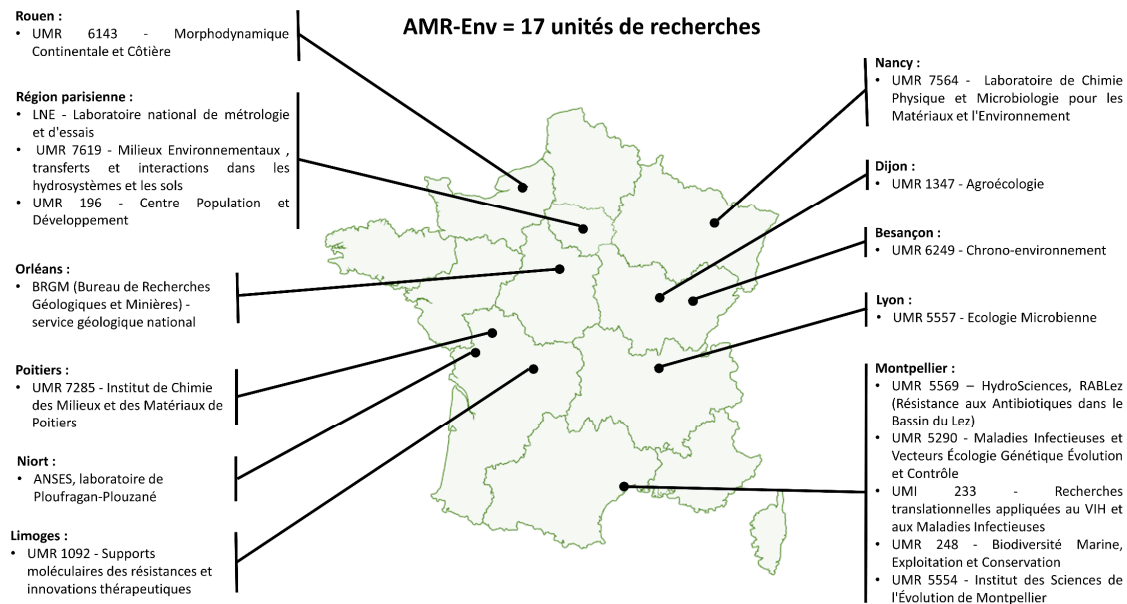 AMR-Env = 17 unités de recherches
Rouen :
• UMR 6143 - Morphodynamique
Continentale et Côtière
Région parisienne :
• LNE - Laboratoire national de métrologie
et d'essais
• UMR 7619 - Milieux Environnementaux ,
transferts et interactions dans les
hydrosystèmes et les sols
• UMR 196 - Centre Population et
Développement
Orléans :
• BRGM (Bureau de Recherches
Géologiques et Minières) -
service géologique national
Poitiers :
• UMR 7285 - Institut de Chimie
des Milieux et des Matériaux de
Poitiers
Niort :
• ANSES, laboratoire de
Ploufragan-Plouzané
Limoges :
• UMR 1092 - Supports
moléculaires des résistances et
innovations thérapeutiques
Nancy :
• UMR 7564 - Laboratoire de Chimie
Physique et Microbiologie pour les
Matériaux et l'Environnement
Dijon :
• UMR 1347 - Agroécologie
Besançon :
• UMR 6249 - Chrono-environnement
Lyon :
• UMR 5557 - Ecologie Microbienne
Montpellier :
• UMR 5569 – HydroSciences, RABLez
(Résistance aux Antibiotiques dans le
Bassin du Lez)
• UMR 5290 - Maladies Infectieuses et
Vecteurs Écologie Génétique Évolution
et Contrôle
• UMI 233 - Recherches
translationnelles appliquées au VIH et
aux Maladies Infectieuses
• UMR 248 - Biodiversité Marine,
Exploitation et Conservation
• UMR 5554 - Institut des Sciences de
l'Évolution de Montpellier